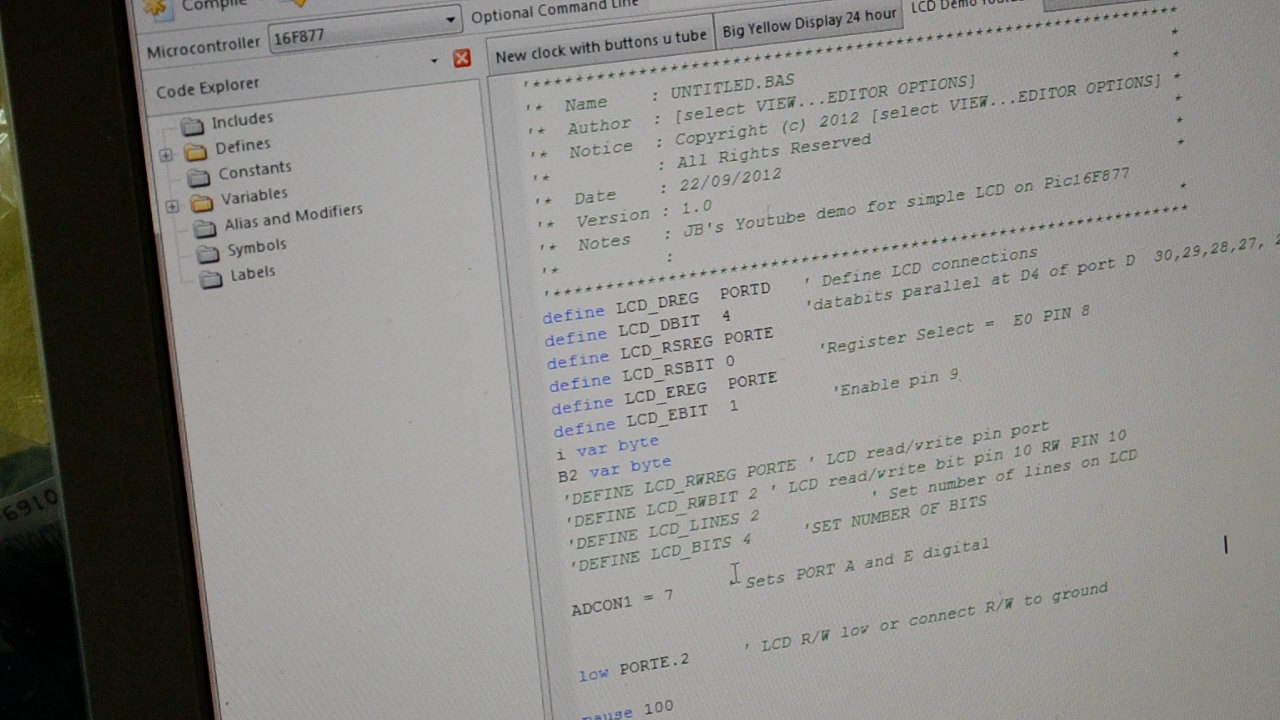 Compile
Optional Command Line
Microcontroller 16F877
New clock with buttons u tube
Big Yellow Display 24 hour
LCD Demo
Code Explorer
Includes
Defines
Constants
Variables
Alias and Modifiers
Symbols
Labels
'****************************************************************
'* Name : UNTITLED.BAS *
'* Author : [select VIEW...EDITOR OPTIONS] *
'* Notice : Copyright (c) 2012 [select VIEW...EDITOR OPTIONS] *
'* : All Rights Reserved *
'* Date : 22/09/2012 *
'* Version : 1.0 *
'* Notes : JB's Youtube demo for simple LCD on Pic16F877
'* : *
'****************************************************************
define LCD_DREG PORTD ' Define LCD connections
define LCD_DBIT 4 'databits parallel at D4 of port D 30,29,28,27,
define LCD_RSREG PORTE
define LCD_RSBIT 0 'Register Select = E0 PIN 8
define LCD_EREG PORTE
define LCD_EBIT 1 'Enable pin 9
i var byte
B2 var byte
'DEFINE LCD_RWREG PORTE ' LCD read/write pin port
'DEFINE LCD_RWBIT 2 ' LCD read/write bit pin 10 RW PIN 10
'DEFINE LCD_LINES 2 ' Set number of lines on LCD
'DEFINE LCD_BITS 4 'SET NUMBER OF BITS
ADCON1 = 7 'Sets PORT A and E digital
low PORTE.2 ' LCD R/W low or connect R/W to ground
pause 100
6910